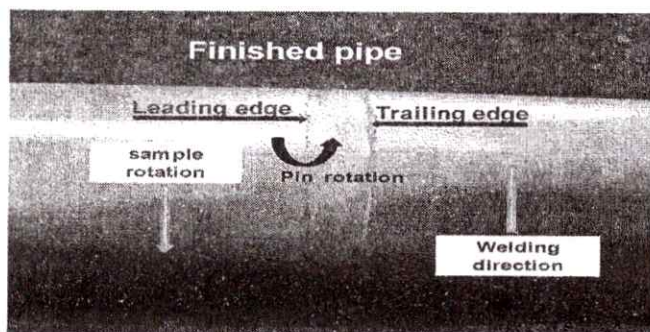 Finished pipe
Leading edge
Trailing edge
sample
rotation
Pin rotation
Welding
direction